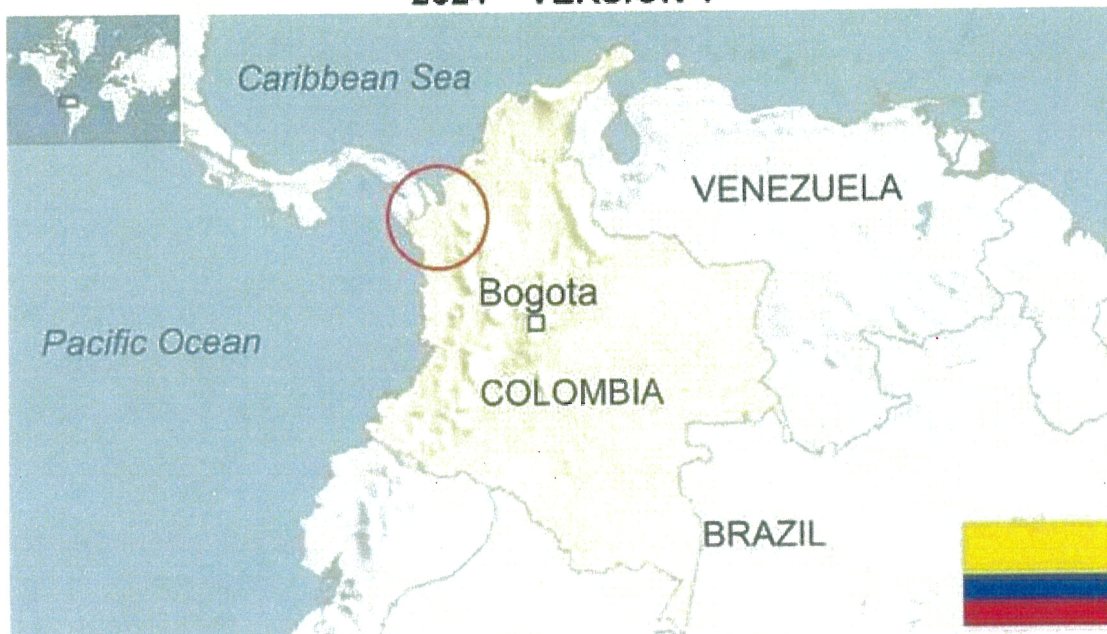 Caribbean Sea
VENEZUELA
Bogota
Pacific Ocean
COLOMBIA
BRAZIL